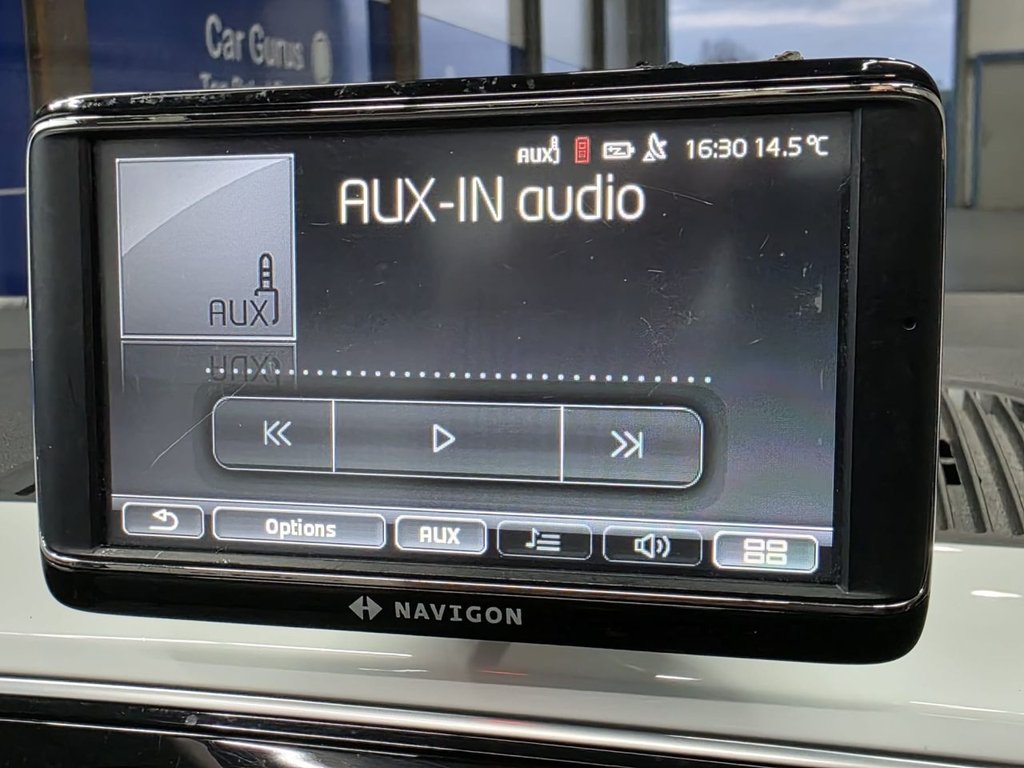 Car Gurus
AUX 16:30 14.5°C
AUX-IN audio
AUX
Options AUX
NAVIGON